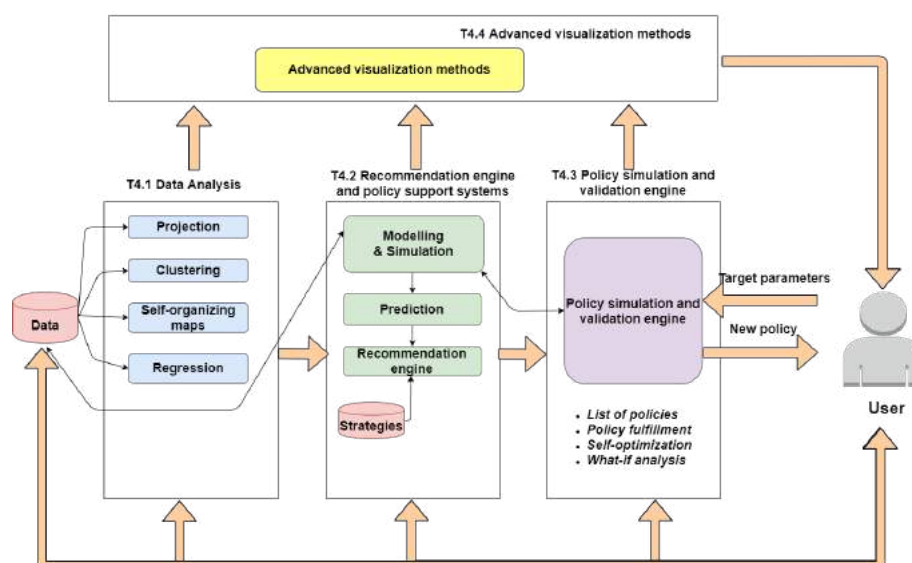 T4.4 Advanced visualization methods
Advanced visualization methods
T4.1 Data Analysis
T4.2 Recommendation engine
and policy support systems
T4.3 Policy simulation and
validation engine
Projection
Clustering
Self-organizing
maps
Regression
Data
Modelling
& Simulation
Prediction
Recommendation
engine
Strategies
Policy simulation and
validation engine
• List of policies
• Policy fulfillment
• Self-optimization
• What-if analysis
Target parameters
New policy
User